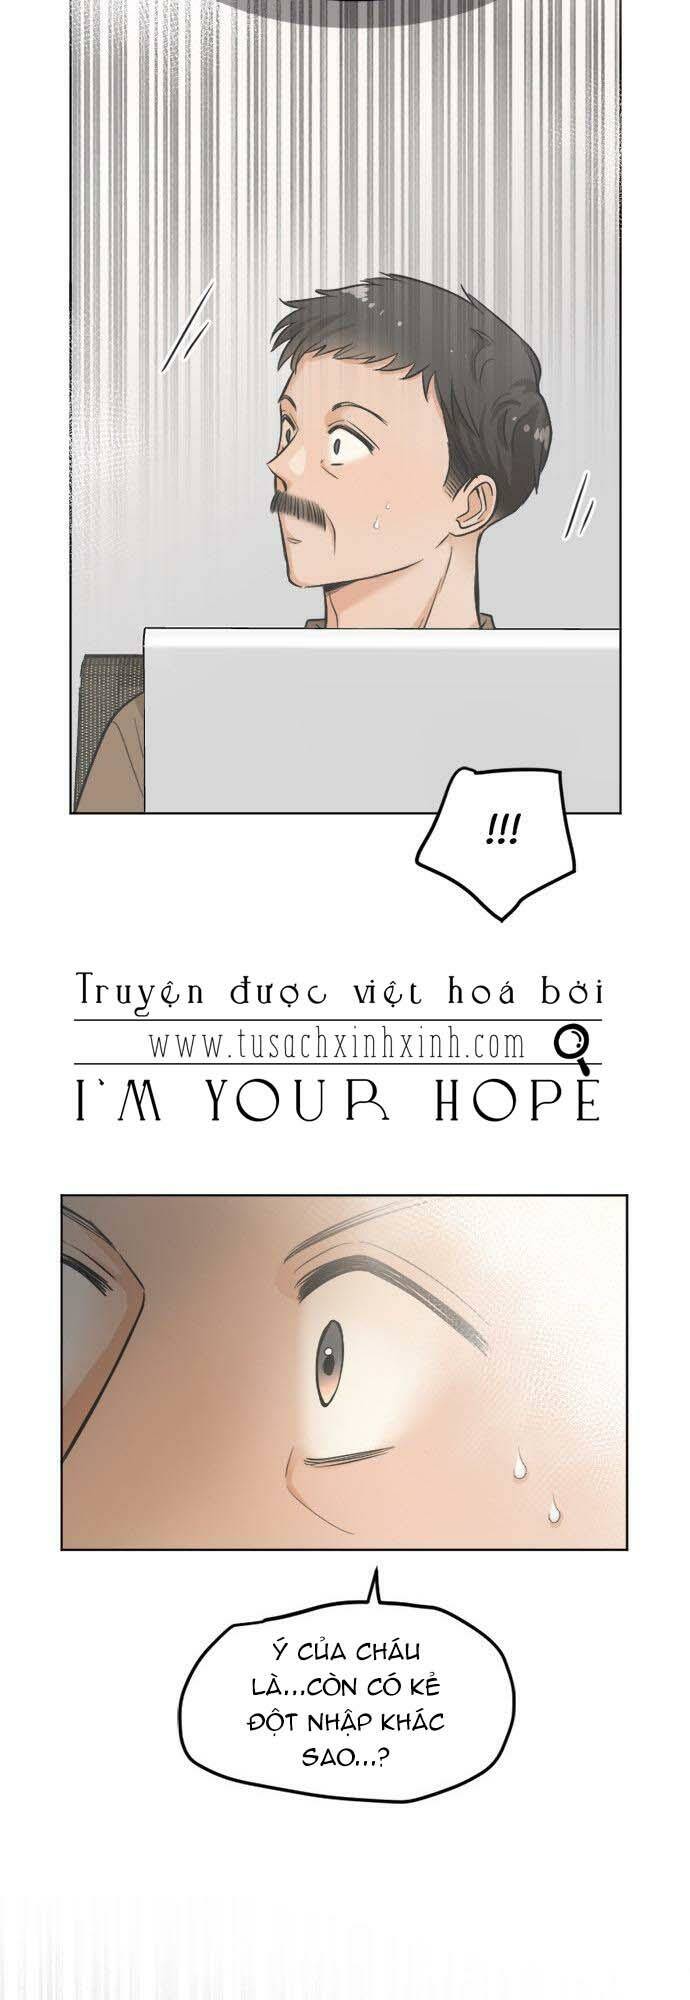 !!!
Truyện được việt hoá bởi
www.tusachxinhxinh.com
I'M YOUR HOPE
Ý CỦA CHÁU
LÀ...CÒN CÓ KẺ
ĐỘT NHẬP KHÁC
SAO...?